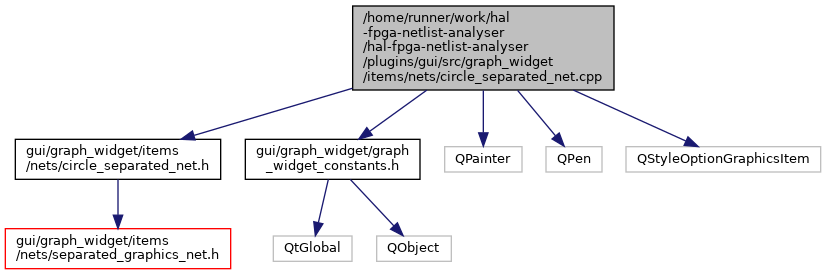 /home/runner/work/hal
-fpga-netlist-analyser
/hal-fpga-netlist-analyser
/plugins/gui/src/graph_widget
/items/nets/circle_separated_net.cpp
gui/graph_widget/items
/nets/circle_separated_net.h
gui/graph_widget/graph
_widget_constants.h
QPainter
QPen
QStyleOptionGraphicsItem
gui/graph_widget/items
/nets/separated_graphics_net.h
QtGlobal
QObject